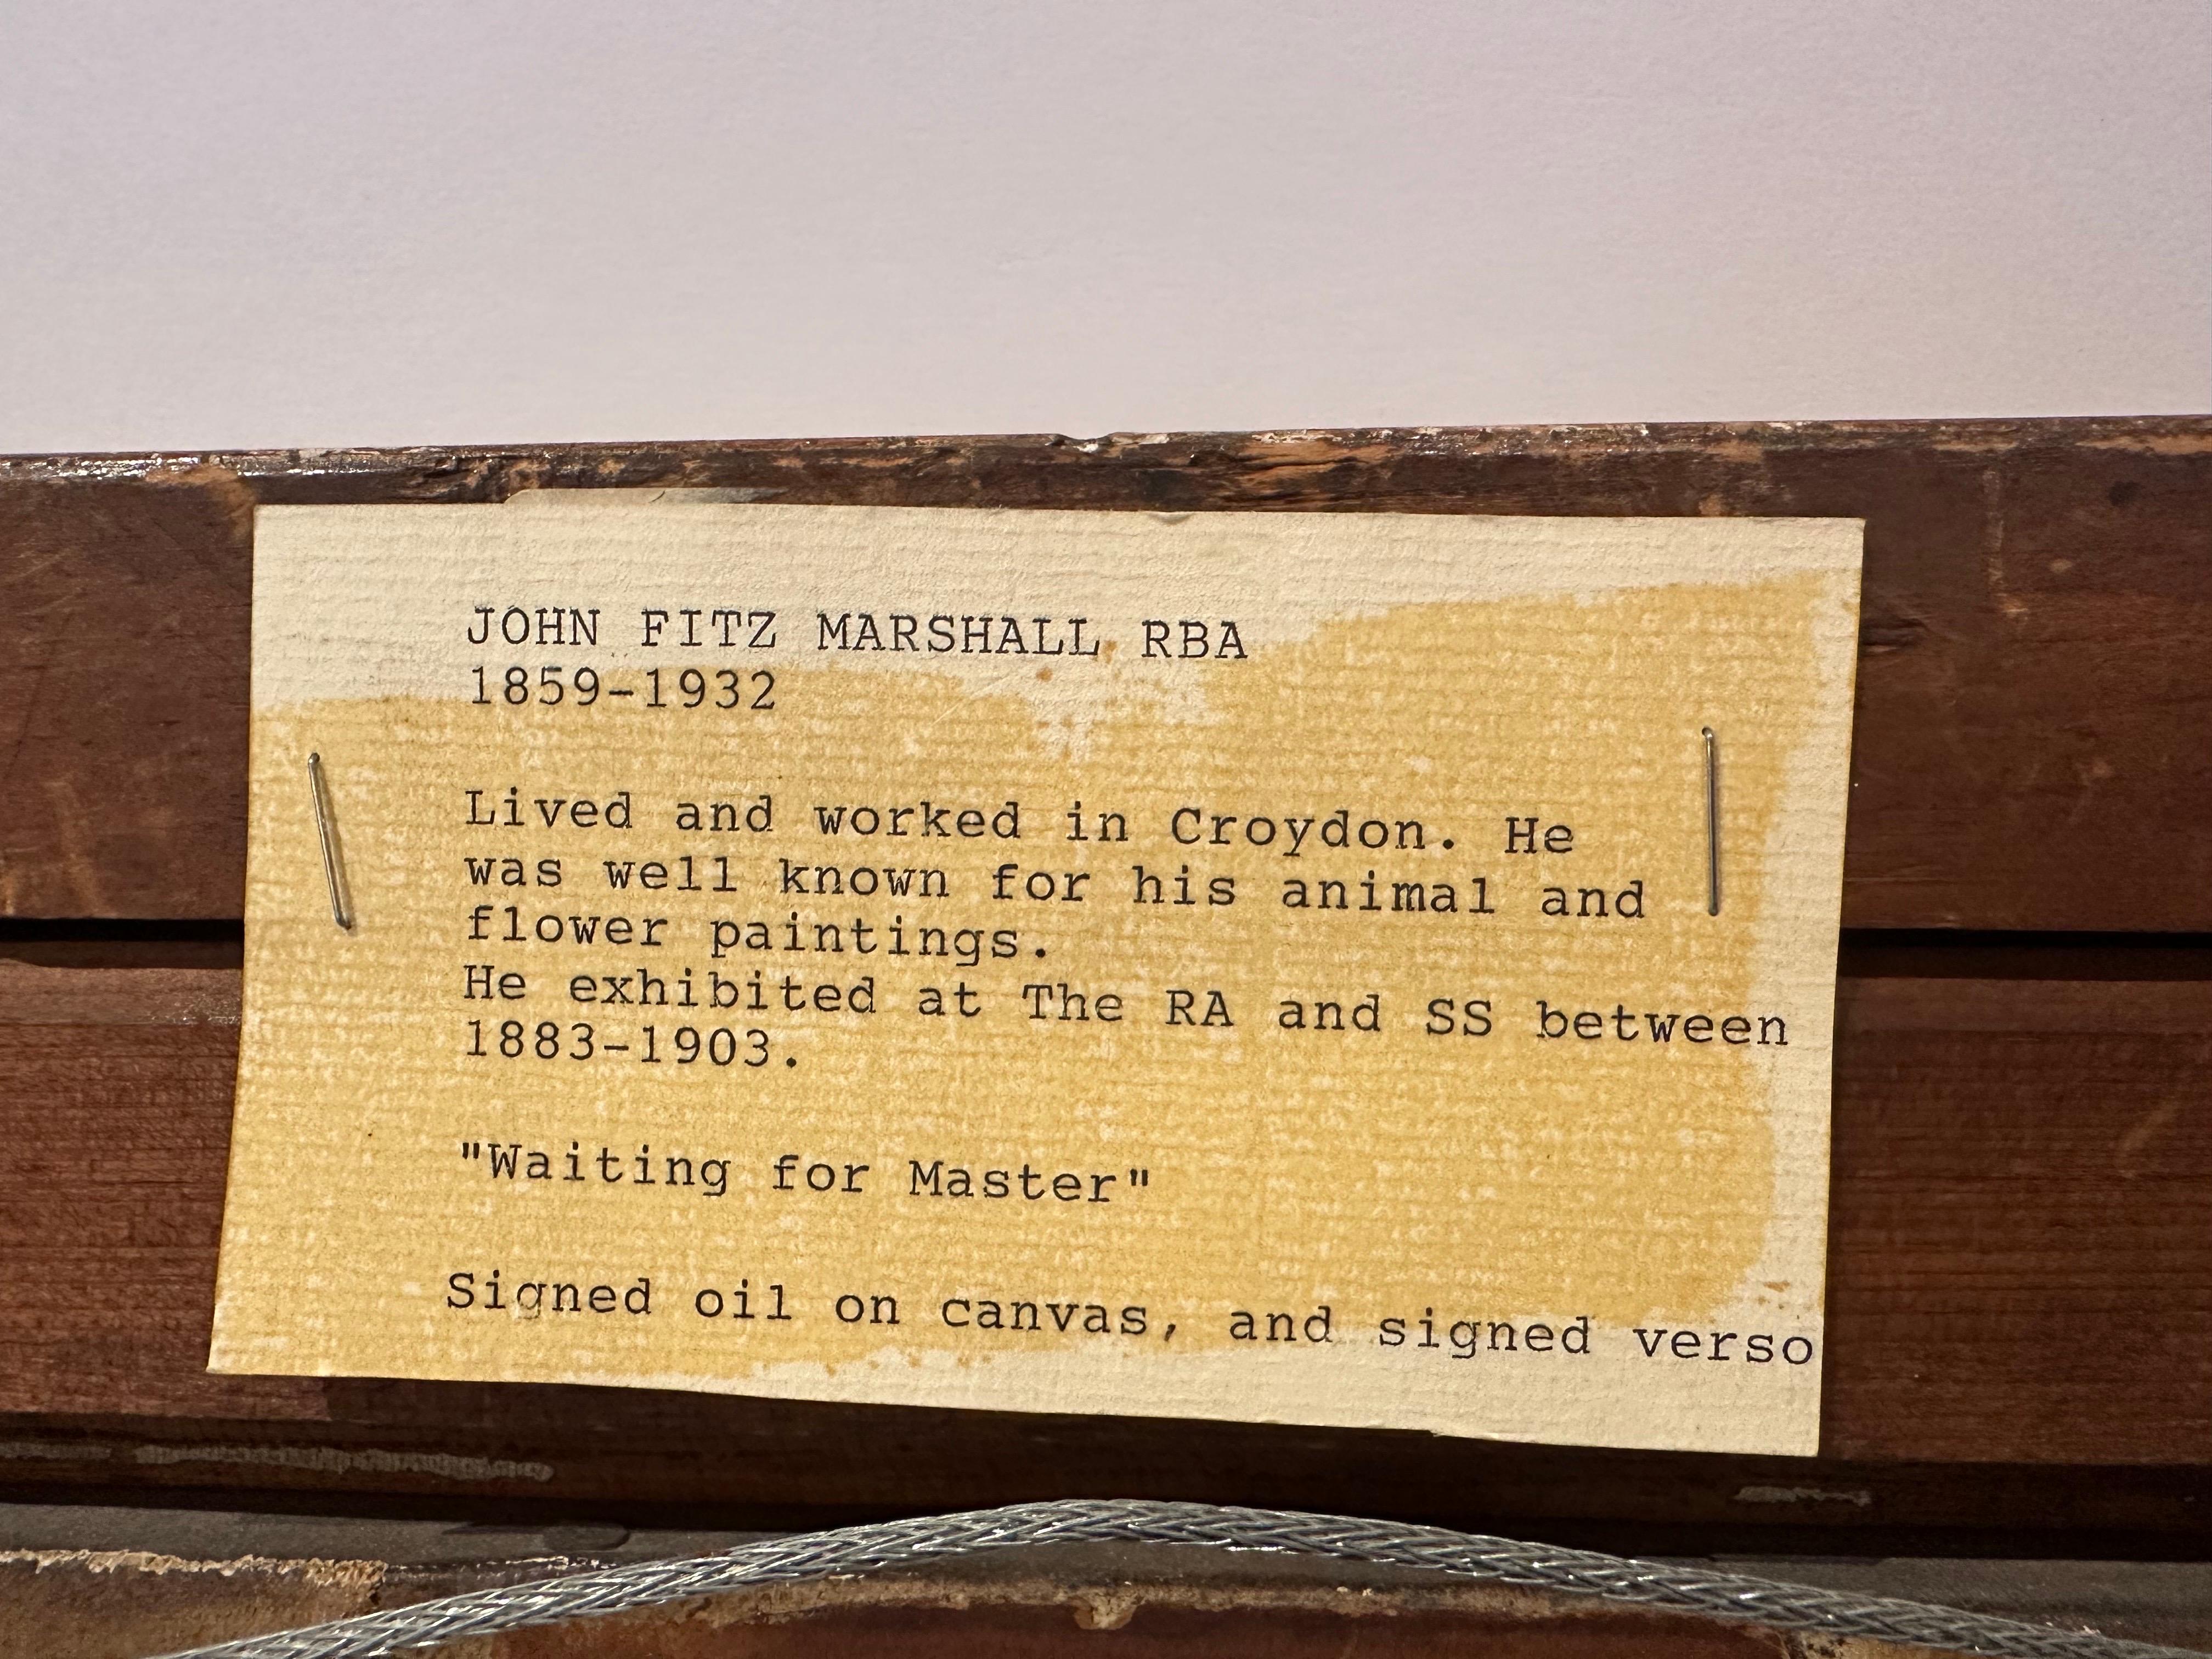 JOHN FITZ MARSHALL RBA
1859-1932
Lived and worked in Croydon. He
was well known for his animal and
flower paintings.
He exhibited at The RA and SS between
1883-1903.
"Waiting for Master"
Signed oil on canvas, and signed verso